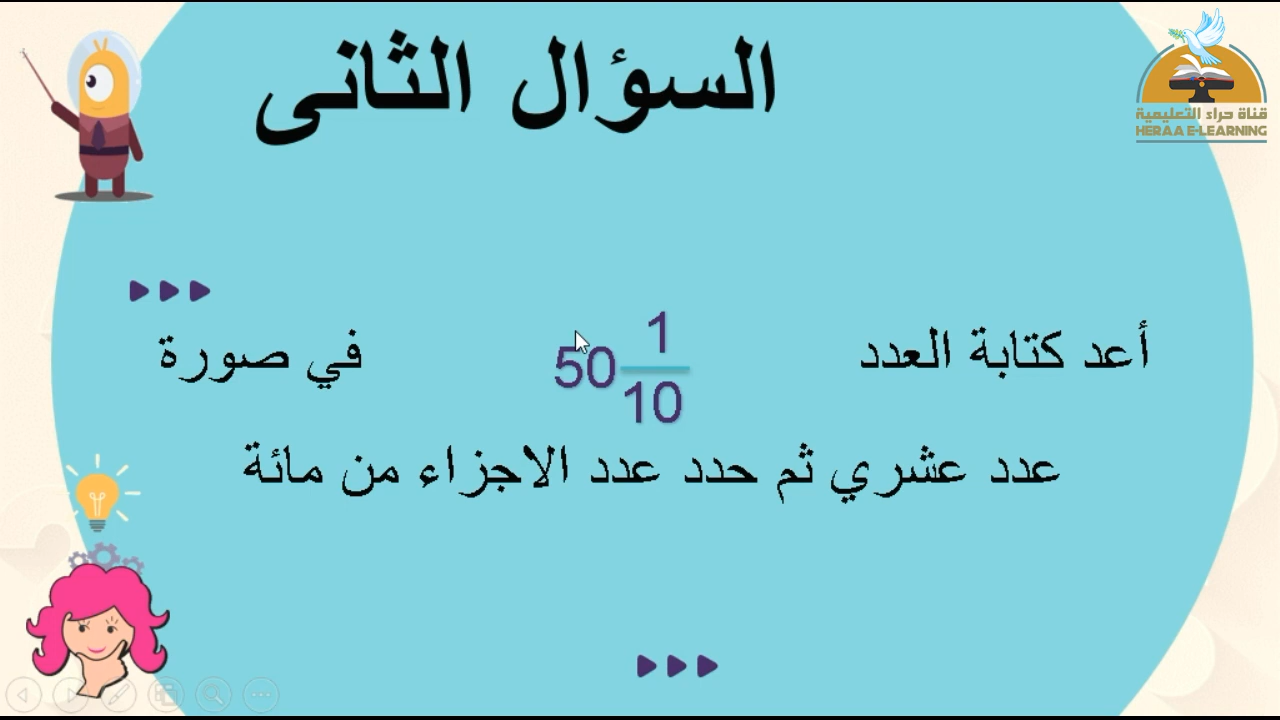 السؤال الثانى
قناة حراء التعليمية
HERAA E-LEARNING
أعد كتابة العدد 50 1/10 في صورة
عدد عشري ثم حدد عدد الاجزاء من مائة